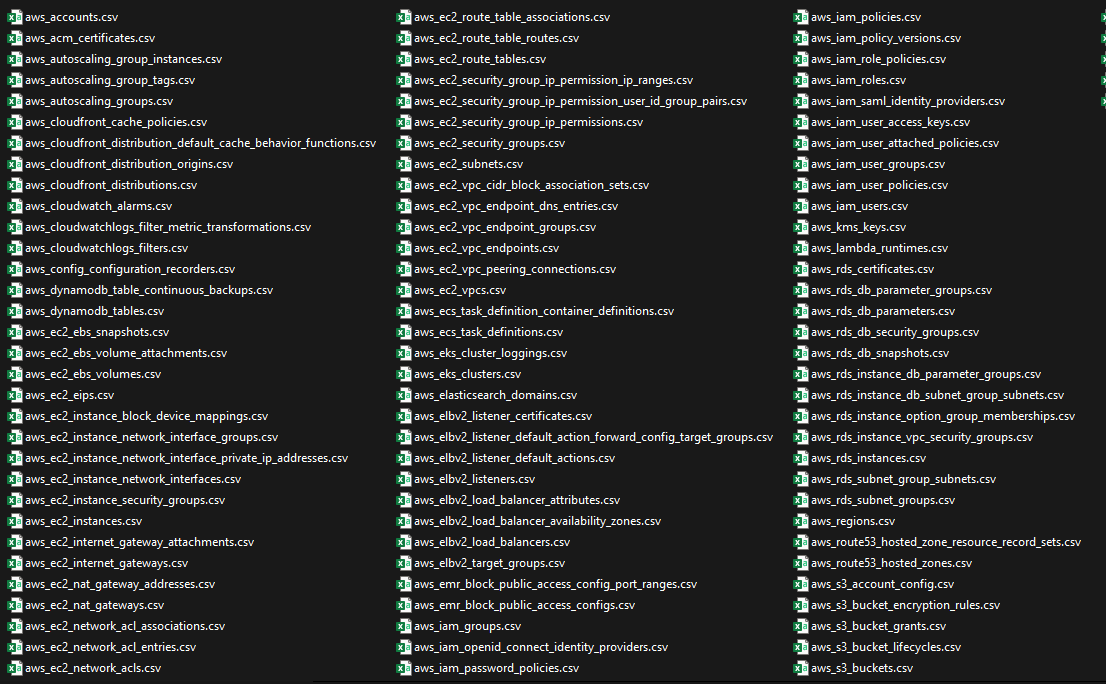 aws_accounts.csv
aws_acm_certificates.csv
aws_autoscaling_group_instances.csv
aws_autoscaling_group_tags.csv
aws_autoscaling_groups.csv
aws_cloudfront_cache_policies.csv
aws_cloudfront_distribution_default_cache_behavior_functions.csv
aws_cloudfront_distribution_origins.csv
aws_cloudfront_distributions.csv
aws_cloudwatch_alarms.csv
aws_cloudwatchlogs_filter_metric_transformations.csv
aws_cloudwatchlogs_filters.csv
aws_config_configuration_recorders.csv
aws_dynamodb_table_continuous_backups.csv
aws_dynamodb_tables.csv
aws_ec2_ebs_snapshots.csv
aws_ec2_ebs_volume_attachments.csv
aws_ec2_ebs_volumes.csv
aws_ec2_eips.csv
aws_ec2_instance_block_device_mappings.csv
aws_ec2_instance_network_interface_groups.csv
aws_ec2_instance_network_interface_private_ip_addresses.csv
aws_ec2_instance_network_interfaces.csv
aws_ec2_instance_security_groups.csv
aws_ec2_instances.csv
aws_ec2_internet_gateway_attachments.csv
aws_ec2_internet_gateways.csv
aws_ec2_nat_gateway_addresses.csv
aws_ec2_nat_gateways.csv
aws_ec2_network_acl_associations.csv
aws_ec2_network_acl_entries.csv
aws_ec2_network_acls.csv
aws_ec2_route_table_associations.csv
aws_ec2_route_table_routes.csv
aws_ec2_route_tables.csv
aws_ec2_security_group_ip_permission_ip_ranges.csv
aws_ec2_security_group_ip_permission_user_id_group_pairs.csv
aws_ec2_security_group_ip_permissions.csv
aws_ec2_security_groups.csv
aws_ec2_subnets.csv
aws_ec2_vpc_cidr_block_association_sets.csv
aws_ec2_vpc_endpoint_dns_entries.csv
aws_ec2_vpc_endpoint_groups.csv
aws_ec2_vpc_endpoints.csv
aws_ec2_vpc_peering_connections.csv
aws_ec2_vpcs.csv
aws_ecs_task_definition_container_definitions.csv
aws_ecs_task_definitions.csv
aws_eks_cluster_loggings.csv
aws_eks_clusters.csv
aws_elasticsearch_domains.csv
aws_elbv2_listener_certificates.csv
aws_elbv2_listener_default_action_forward_config_target_groups.csv
aws_elbv2_listener_default_actions.csv
aws_elbv2_listeners.csv
aws_elbv2_load_balancer_attributes.csv
aws_elbv2_load_balancer_availability_zones.csv
aws_elbv2_load_balancers.csv
aws_elbv2_target_groups.csv
aws_emr_block_public_access_config_port_ranges.csv
aws_emr_block_public_access_configs.csv
aws_iam_groups.csv
aws_iam_openid_connect_identity_providers.csv
aws_iam_password_policies.csv
aws_iam_policies.csv
aws_iam_policy_versions.csv
aws_iam_role_policies.csv
aws_iam_roles.csv
aws_iam_saml_identity_providers.csv
aws_iam_user_access_keys.csv
aws_iam_user_attached_policies.csv
aws_iam_user_groups.csv
aws_iam_user_policies.csv
aws_iam_users.csv
aws_kms_keys.csv
aws_lambda_runtimes.csv
aws_rds_certificates.csv
aws_rds_db_parameter_groups.csv
aws_rds_db_parameters.csv
aws_rds_db_security_groups.csv
aws_rds_db_snapshots.csv
aws_rds_instance_db_parameter_groups.csv
aws_rds_instance_db_subnet_group_subnets.csv
aws_rds_instance_option_group_memberships.csv
aws_rds_instance_vpc_security_groups.csv
aws_rds_instances.csv
aws_rds_subnet_group_subnets.csv
aws_rds_subnet_groups.csv
aws_regions.csv
aws_route53_hosted_zone_resource_record_sets.csv
aws_route53_hosted_zones.csv
aws_s3_account_config.csv
aws_s3_bucket_encryption_rules.csv
aws_s3_bucket_grants.csv
aws_s3_bucket_lifecycles.csv
aws_s3_buckets.csv